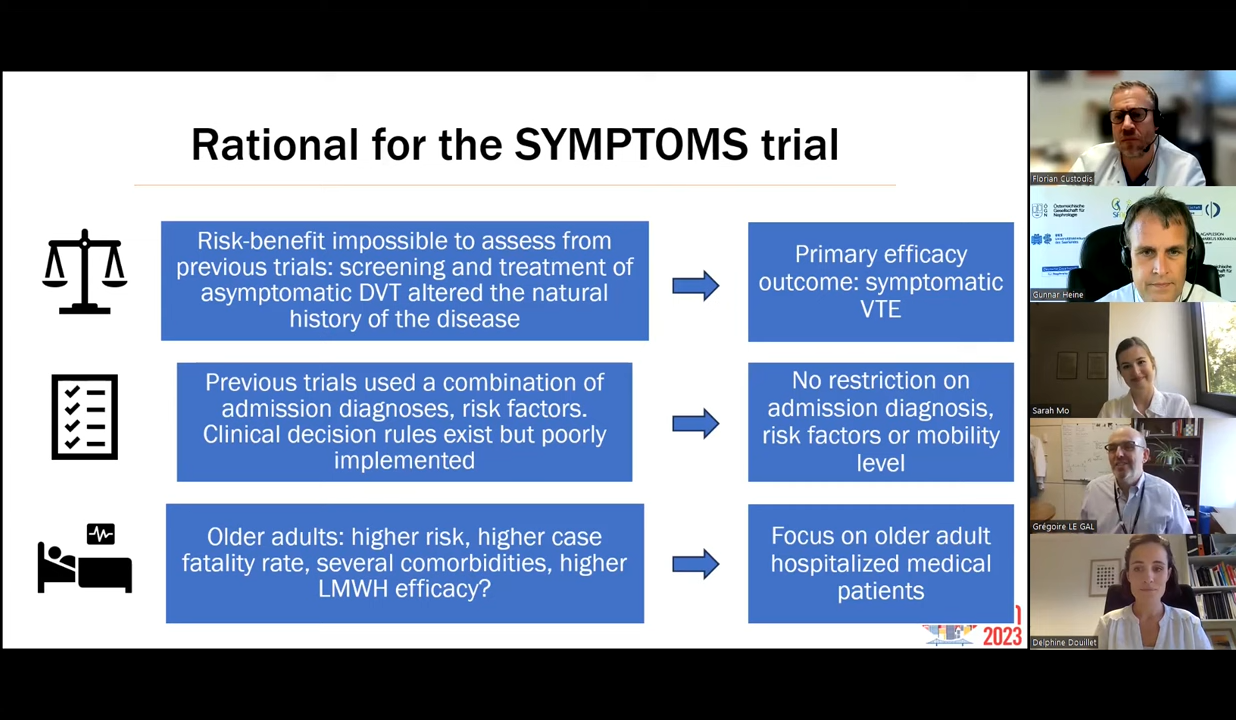 Rational for the SYMPTOMS trial
Risk-benefit impossible to assess from
previous trials: screening and treatment of
asymptomatic DVT altered the natural
history of the disease
Primary efficacy
outcome: symptomatic
VTE
Previous trials used a combination of
admission diagnoses, risk factors.
Clinical decision rules exist but poorly
implemented
No restriction on
admission diagnosis,
risk factors or mobility
level
Older adults: higher risk, higher case
fatality rate, several comorbidities, higher
LMWH efficacy?
Focus on older adult
hospitalized medical
patients
2023
Florian Custodis
Österreichische
Gesellschaft für
Nephrologie
Gunnar Heine
Sarah Mo
Grégoire LE GAL
Delphine Douillet